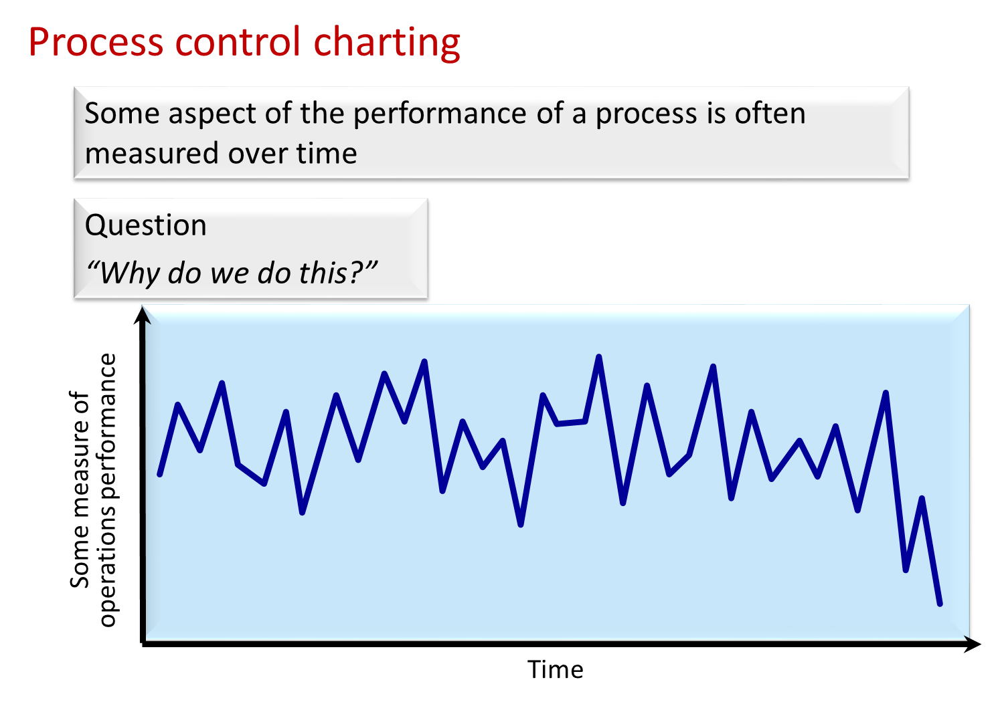 Process control charting
Some aspect of the performance of a process is often
measured over time
Question
“Why do we do this?”
Some measure of
operations performance
Time